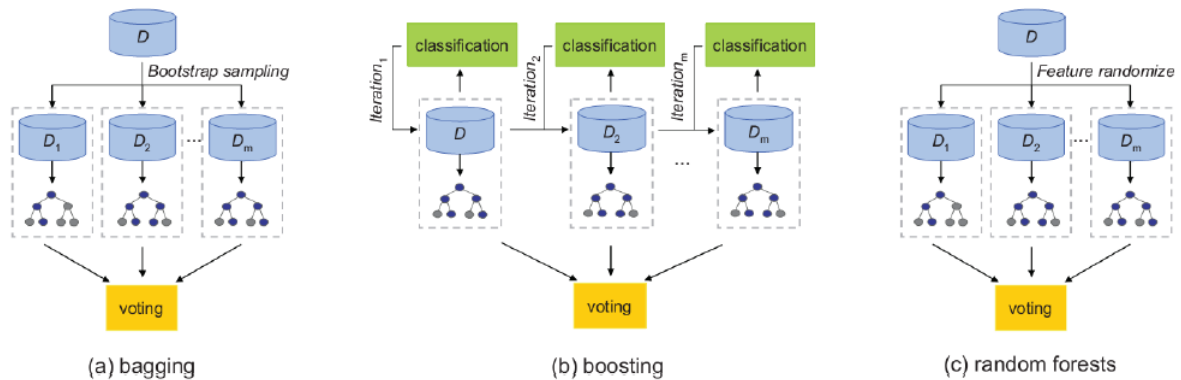 D
Bootstrap sampling
D1
D2
...
Dm
voting
(a) bagging
classification
classification
classification
Iteration1
Iteration2
Iterationm
D
D2
...
Dm
voting
(b) boosting
D
Feature randomize
D1
D2
...
Dm
voting
(c) random forests